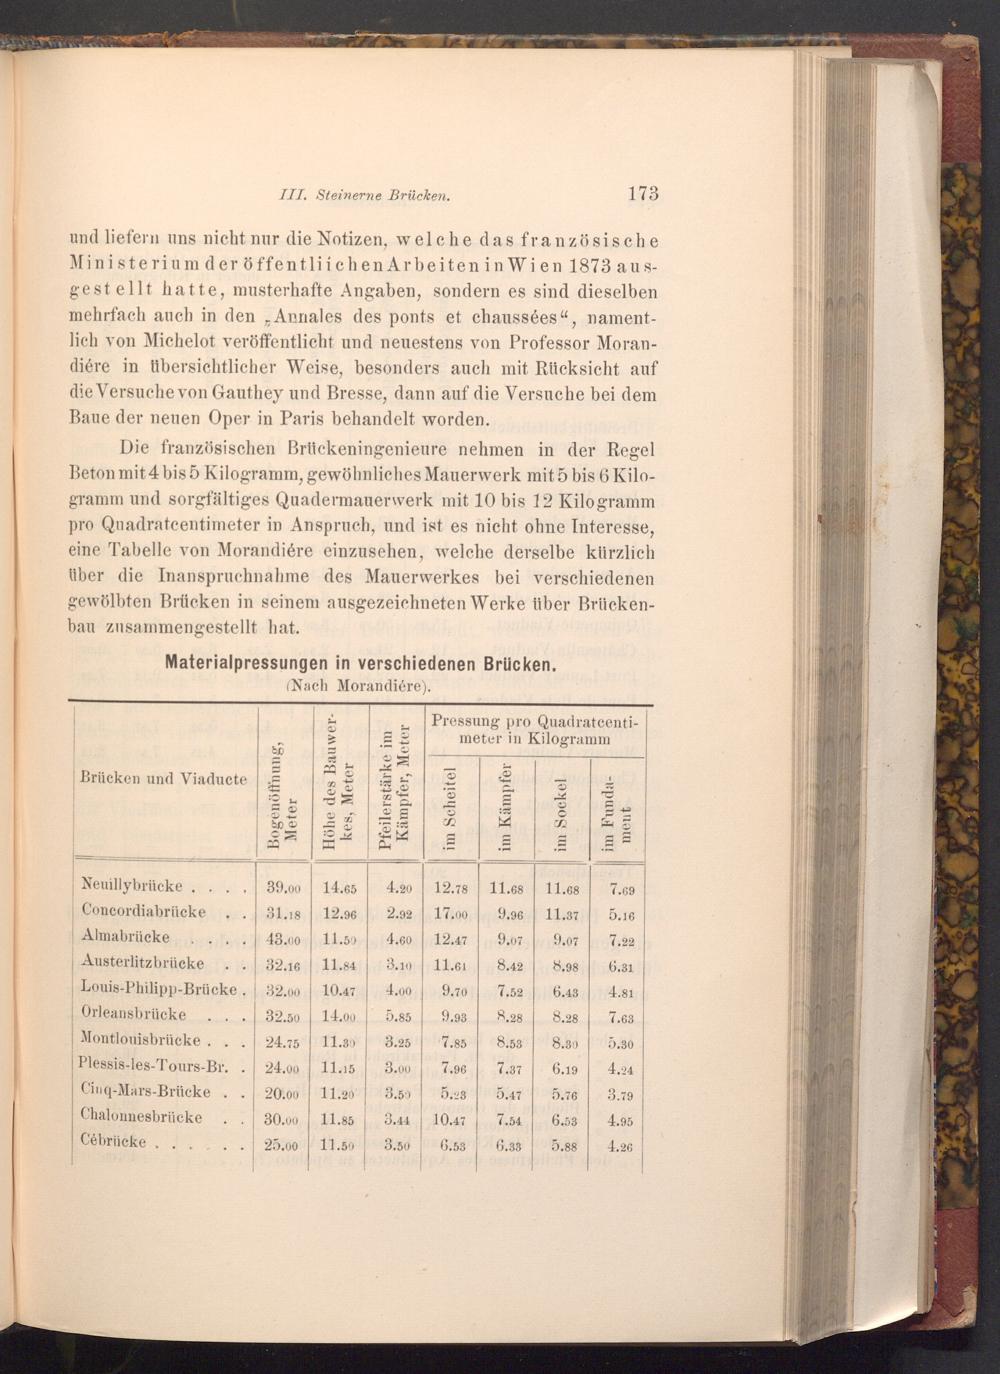 III. Steinerne Brücken. 173
und liefern uns nicht nur die Notizen, welche das französische
Ministerium der öffentliichen Arbeiten in Wien 1873 aus-
gestellt hatte, musterhafte Angaben, sondern es sind dieselben
mehrfach auch in den „Annales des ponts et chaussées“, nament-
lich von Michelot veröffentlicht und neuestens von Professor Moran-
diére in übersichtlicher Weise, besonders auch mit Rücksicht auf
die Versuche von Gauthey und Bresse, dann auf die Versuche bei dem
Baue der neuen Oper in Paris behandelt worden.
Die französischen Brückeningenieure nehmen in der Regel
Beton mit 4 bis 5 Kilogramm, gewöhnliches Mauerwerk mit 5 bis 6 Kilo-
gramm und sorgfältiges Quadermauerwerk mit 10 bis 12 Kilogramm
pro Quadratcentimeter in Anspruch, und ist es nicht ohne Interesse,
eine Tabelle von Morandiére einzusehen, welche derselbe kürzlich
über die Inanspruchnahme des Mauerwerkes bei verschiedenen
gewölbten Brücken in seinem ausgezeichneten Werke über Brücken-
bau zusammengestellt hat.
Materialpressungen in verschiedenen Brücken.
(Nach Morandiére).
Brücken und Viaducte
Bogenöffnung,
Meter
Höhe des Bauwer-
kes, Meter
Pfeilerstärke im
Kämpfer, Meter
Pressung pro Quadratcenti-
meter in Kilogramm
im Scheitel
im Kämpfer
im Sockel
im Funda-
ment
Neuillybrücke . . . . 39.00 14.65 4.20 12.78 11.68 11.68 7.69
Concordiabrücke . . 31.18 12.96 2.92 17.00 9.96 11.37 5.16
Almabrücke . . . . 43.00 11.50 4.60 12.47 9.07 9.07 7.22
Austerlitzbrücke . . 32.16 11.84 3.10 11.61 8.42 8.98 6.31
Louis-Philipp-Brücke . 32.00 10.47 4.00 9.70 7.52 6.43 4.81
Orleansbrücke . . . 32.50 14.00 5.85 9.93 8.28 8.28 7.63
Montlouisbrücke . . . 24.75 11.30 3.25 7.85 8.53 8.30 5.30
Plessis-les-Tours-Br. . 24.00 11.15 3.00 7.96 7.37 6.19 4.24
Cinq-Mars-Brücke . . 20.00 11.20 3.50 5.23 5.47 5.76 3.79
Chalonnesbrücke . . 30.00 11.85 3.44 10.47 7.54 6.53 4.95
Cébrücke . . . . . . 25.00 11.50 3.50 6.53 6.33 5.88 4.26